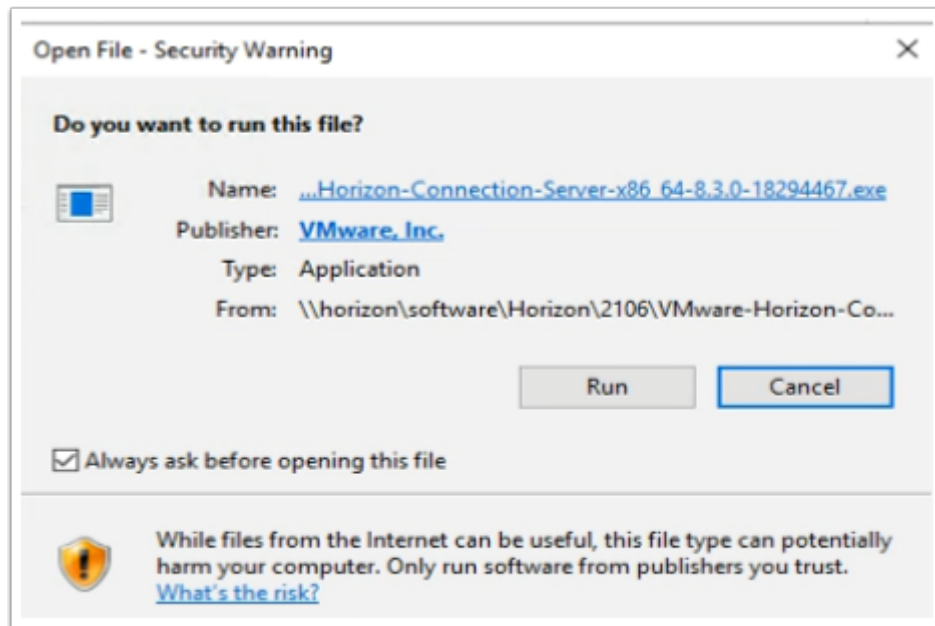 Open File - Security Warning
Do you want to run this file?
Name: ...Horizon-Connection-Server-x86_64-8.3.0-18294467.exe
Publisher: VMware, Inc.
Type: Application
From: \\horizon\software\Horizon\2106\VMware-Horizon-Co...
Run Cancel
Always ask before opening this file
While files from the Internet can be useful, this file type can potentially
harm your computer. Only run software from publishers you trust.
What's the risk?